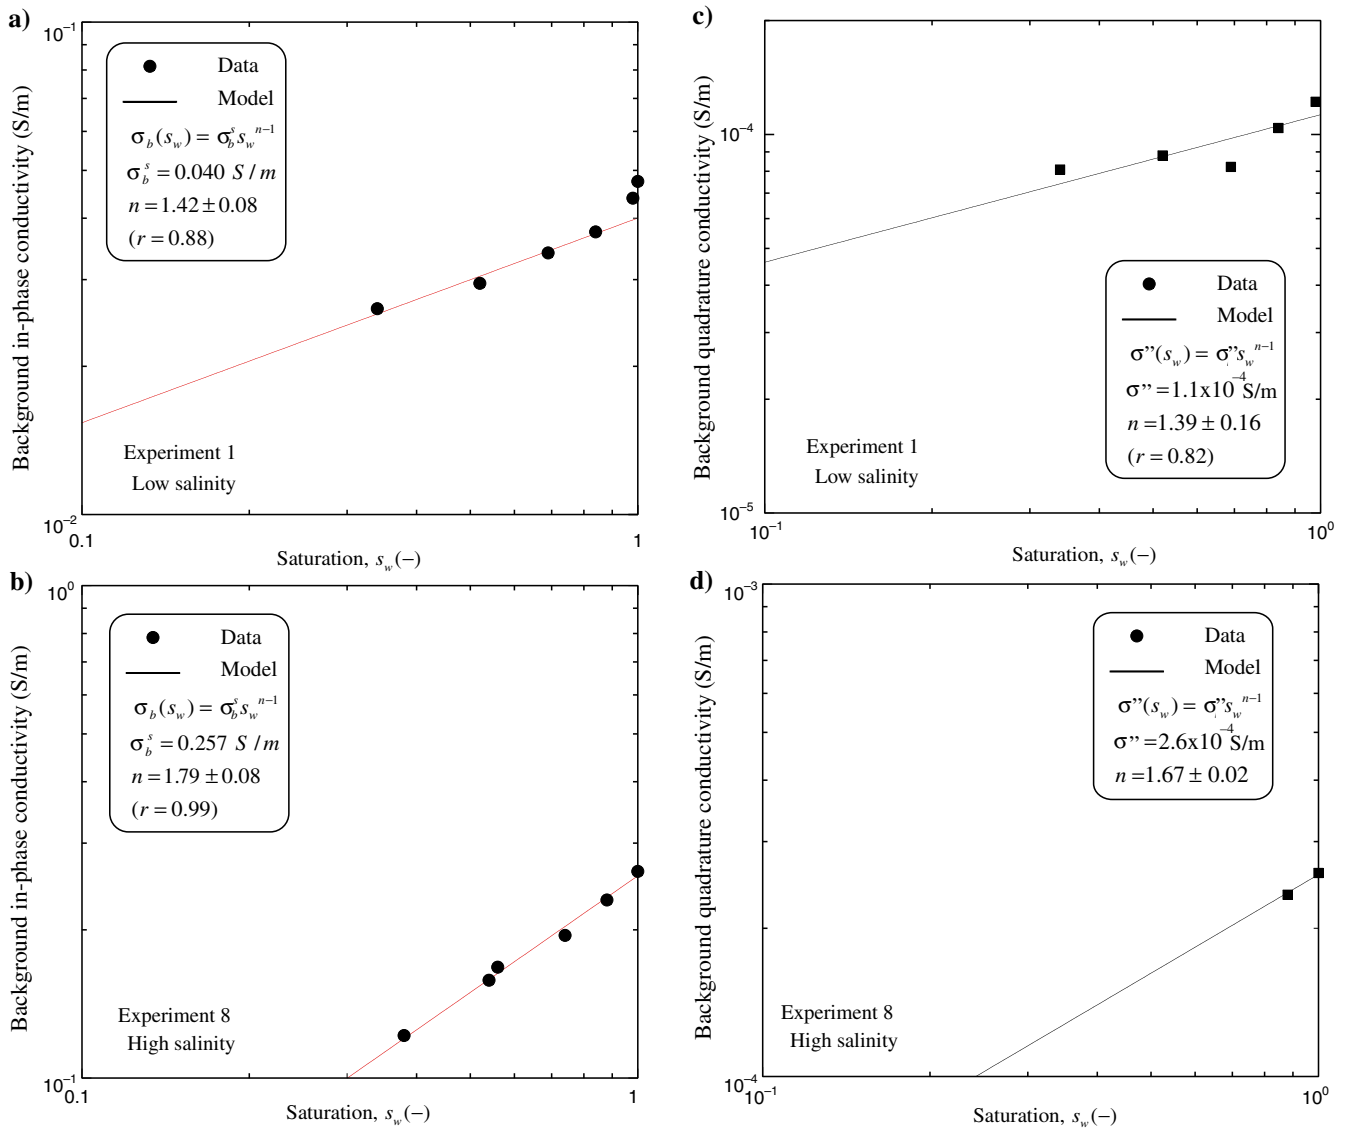 a)
Background in-phase conductivity (S/m)
10⁻¹
Data
Model
σ_b(s_w) = σ_b^s s_w^{n−1}
σ_b^s = 0.040 S / m
n = 1.42 ± 0.08
(r = 0.88)
Experiment 1
Low salinity
10⁻²
0.1
1
Saturation, s_w(−)
c)
Background quadrature conductivity (S/m)
10⁻⁴
Data
Model
σ”(s_w) = σ” s_w^{n−1}
σ” = 1.1x10⁻⁴ S/m
n = 1.39 ± 0.16
(r = 0.82)
Experiment 1
Low salinity
10⁻⁵
10⁻¹
10⁰
Saturation, s_w(−)
b)
Background in-phase conductivity (S/m)
10⁰
Data
Model
σ_b(s_w) = σ_b^s s_w^{n−1}
σ_b^s = 0.257 S / m
n = 1.79 ± 0.08
(r = 0.99)
Experiment 8
High salinity
10⁻¹
0.1
1
Saturation, s_w(−)
d)
Background quadrature conductivity (S/m)
10⁻³
Data
Model
σ”(s_w) = σ” s_w^{n−1}
σ” = 2.6x10⁻⁴ S/m
n = 1.67 ± 0.02
Experiment 8
High salinity
10⁻⁴
10⁻¹
10⁰
Saturation, s_w(−)